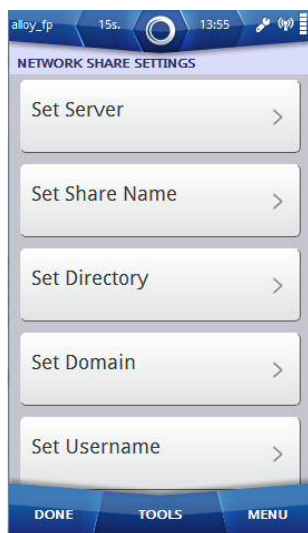 alloy_fp 15s. 13:55
NETWORK SHARE SETTINGS
Set Server
Set Share Name
Set Directory
Set Domain
Set Username
DONE TOOLS MENU